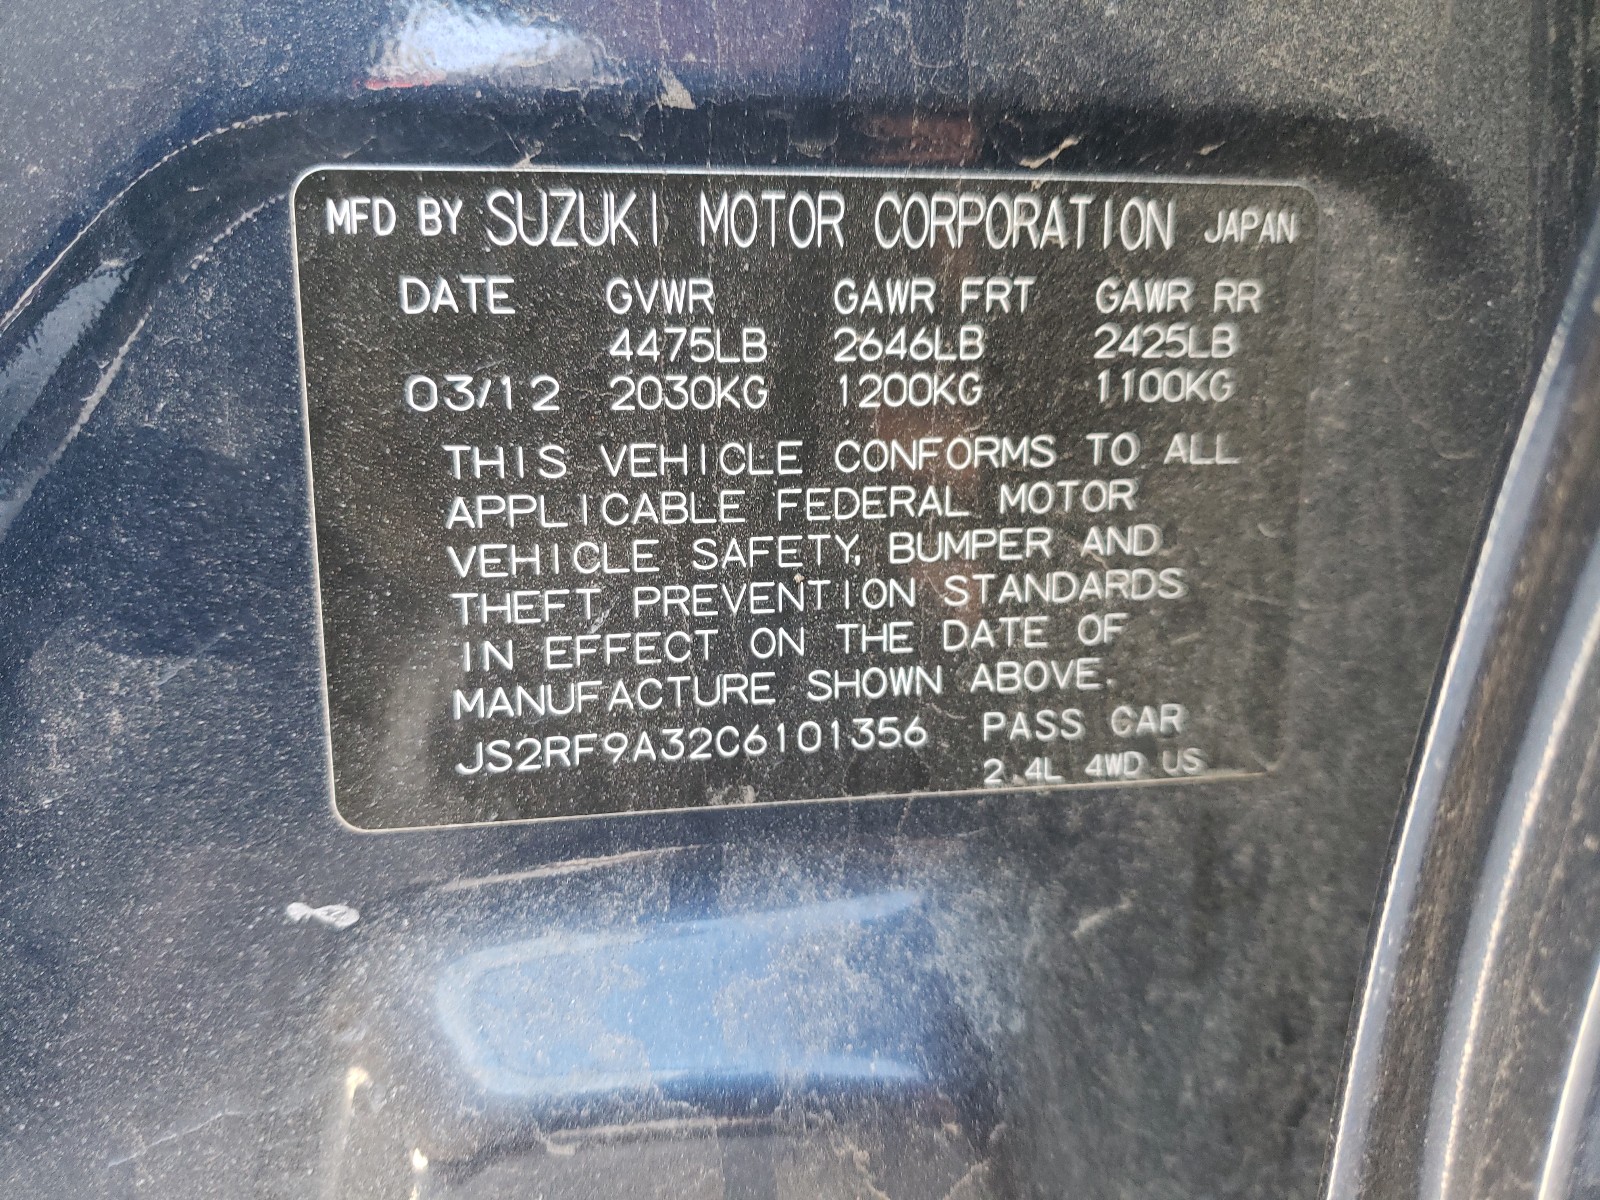 MFD BY SUZUKI MOTOR CORPORATION JAPAN
DATE GVWR GAWR FRT GAWR RR
4475LB 2646LB 2425LB
03/12 2030KG 1200KG 1100KG
THIS VEHICLE CONFORMS TO ALL
APPLICABLE FEDERAL MOTOR
VEHICLE SAFETY, BUMPER AND
THEFT PREVENTION STANDARDS
IN EFFECT ON THE DATE OF
MANUFACTURE SHOWN ABOVE.
JS2RF9A32C6101356 PASS CAR
2.4L 4WD US